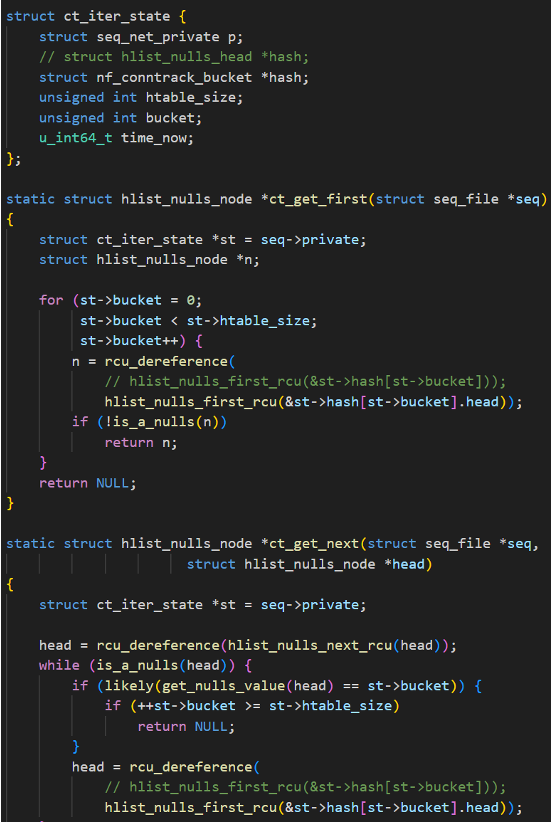 struct ct_iter_state {
    struct seq_net_private p;
    // struct hlist_nulls_head *hash;
    struct nf_conntrack_bucket *hash;
    unsigned int htable_size;
    unsigned int bucket;
    u_int64_t time_now;
};

static struct hlist_nulls_node *ct_get_first(struct seq_file *seq)
{
    struct ct_iter_state *st = seq->private;
    struct hlist_nulls_node *n;

    for (st->bucket = 0;
         st->bucket < st->htable_size;
         st->bucket++) {
        n = rcu_dereference(
            // hlist_nulls_first_rcu(&st->hash[st->bucket]));
            hlist_nulls_first_rcu(&st->hash[st->bucket].head));
        if (!is_a_nulls(n))
            return n;
    }
    return NULL;
}

static struct hlist_nulls_node *ct_get_next(struct seq_file *seq,
                      struct hlist_nulls_node *head)
{
    struct ct_iter_state *st = seq->private;

    head = rcu_dereference(hlist_nulls_next_rcu(head));
    while (is_a_nulls(head)) {
        if (likely(get_nulls_value(head) == st->bucket)) {
            if (++st->bucket >= st->htable_size)
                return NULL;
        }
        head = rcu_dereference(
            // hlist_nulls_first_rcu(&st->hash[st->bucket]));
            hlist_nulls_first_rcu(&st->hash[st->bucket].head));